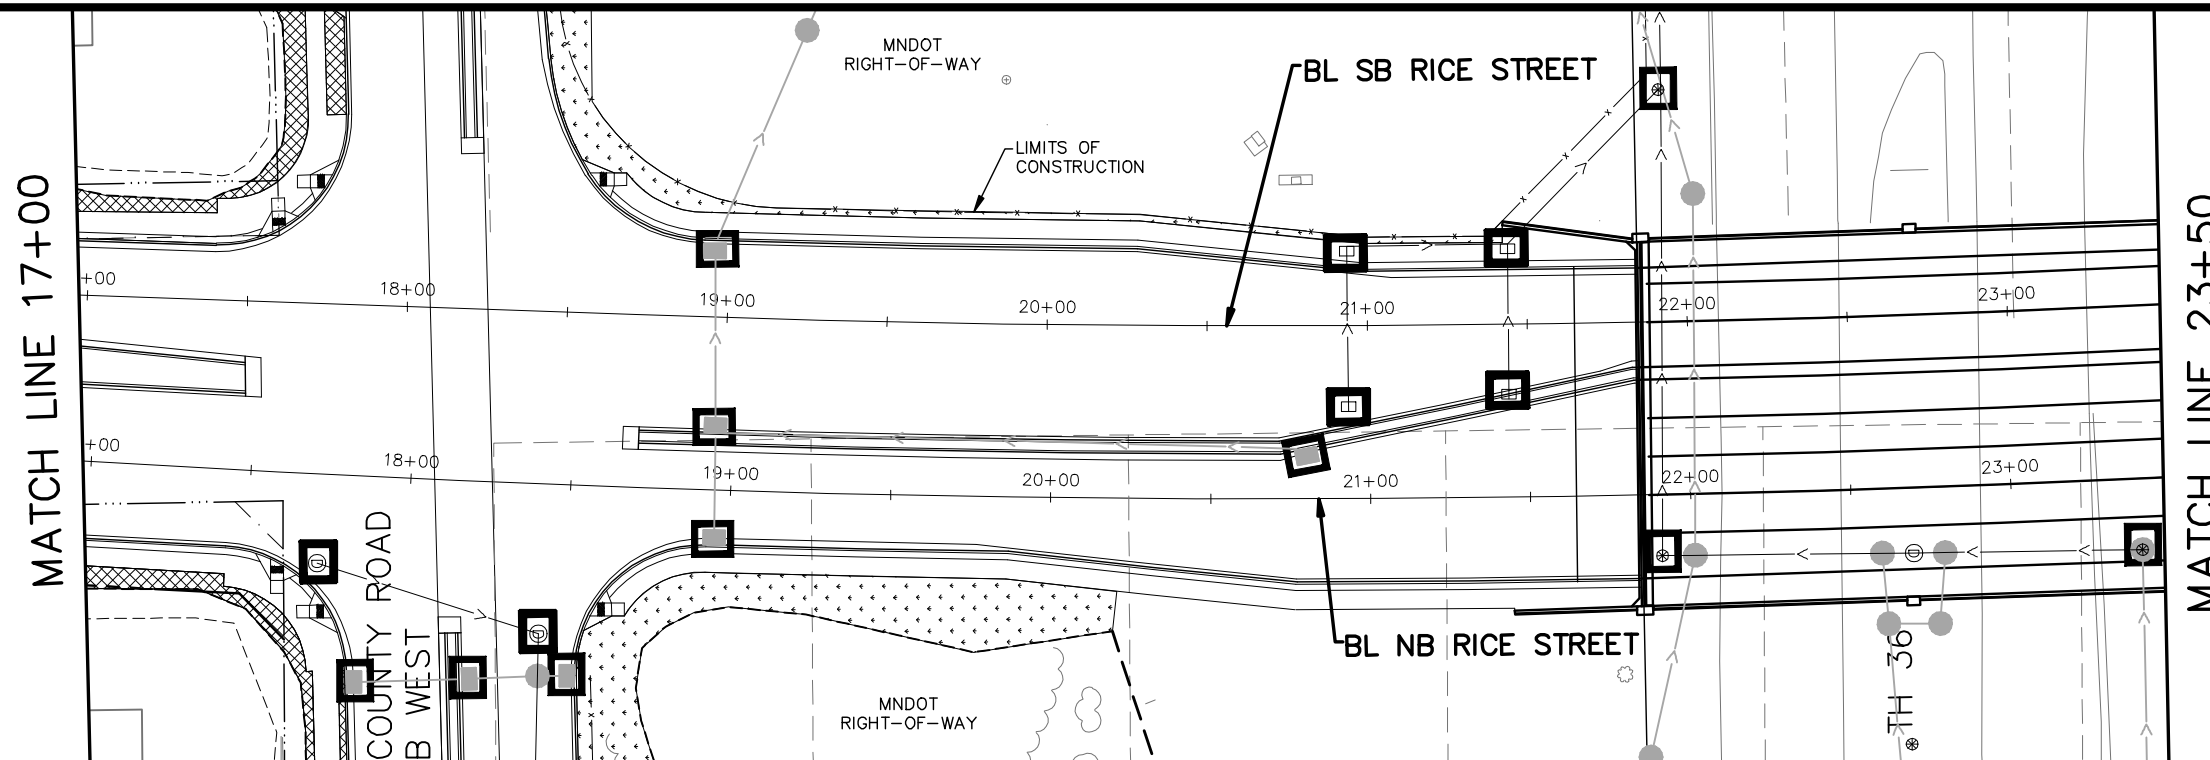 MNDOT
RIGHT-OF-WAY
BL SB RICE STREET
LIMITS OF
CONSTRUCTION
MATCH LINE 17+00
MATCH LINE 23+50
+00
18+00
19+00
20+00
21+00
22+00
23+00
+00
18+00
19+00
20+00
21+00
22+00
23+00
COUNTY ROAD
B WEST
BL NB RICE STREET
TH 36
MNDOT
RIGHT-OF-WAY